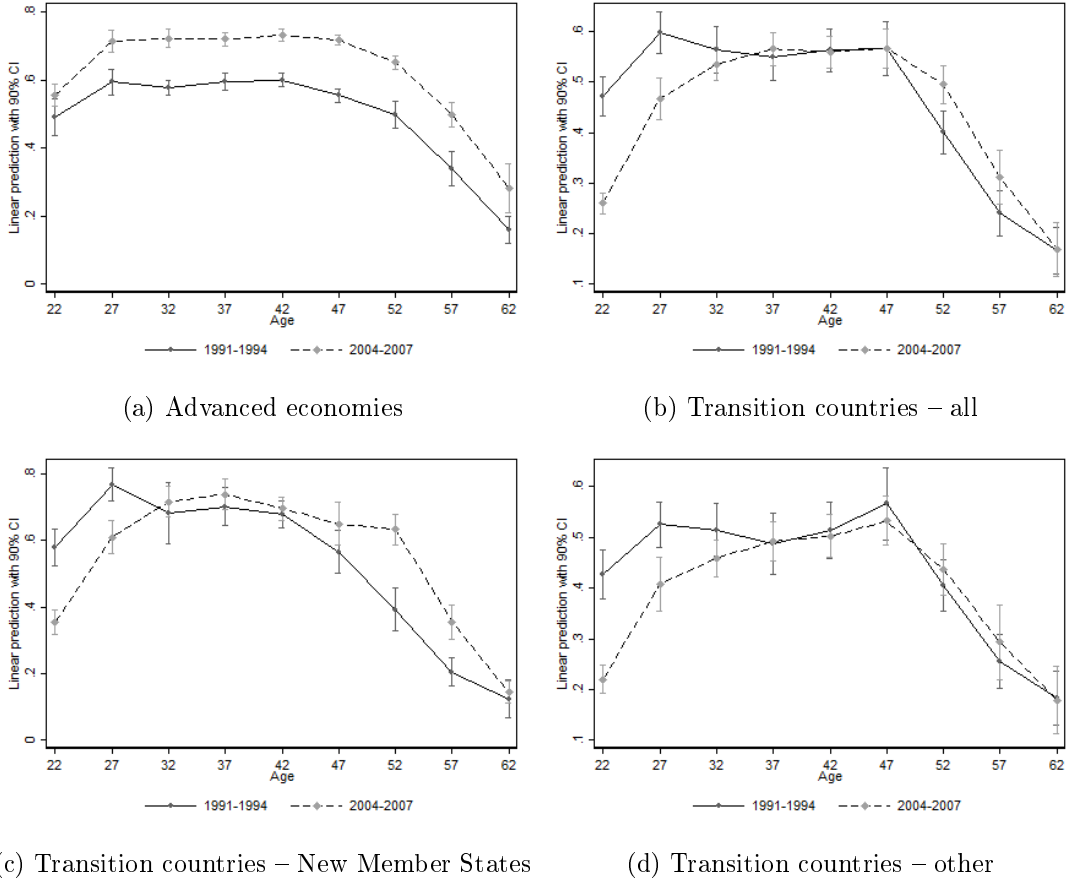 Linear prediction with 90% CI
.8
.6
.4
.2
0
22 27 32 37 42 47 52 57 62
Age
1991-1994 2004-2007
(a) Advanced economies
Linear prediction with 90% CI
.6
.5
.4
.3
.2
.1
22 27 32 37 42 47 52 57 62
Age
1991-1994 2004-2007
(b) Transition countries – all
Linear prediction with 90% CI
.8
.6
.4
.2
0
22 27 32 37 42 47 52 57 62
Age
1991-1994 2004-2007
(c) Transition countries – New Member States
Linear prediction with 90% CI
.6
.5
.4
.3
.2
.1
22 27 32 37 42 47 52 57 62
Age
1991-1994 2004-2007
(d) Transition countries – other